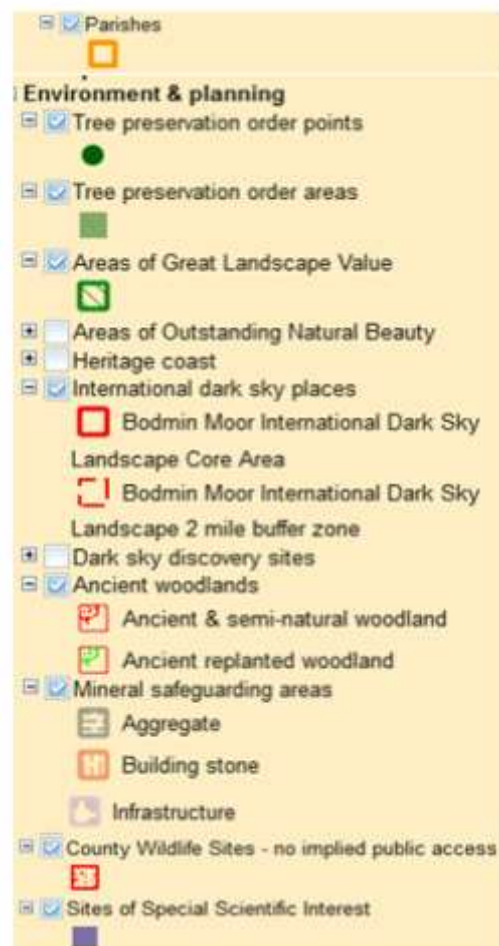 Parishes
Environment & planning
Tree preservation order points
Tree preservation order areas
Areas of Great Landscape Value
Areas of Outstanding Natural Beauty
Heritage coast
International dark sky places
Bodmin Moor International Dark Sky
Landscape Core Area
Bodmin Moor International Dark Sky
Landscape 2 mile buffer zone
Dark sky discovery sites
Ancient woodlands
Ancient & semi-natural woodland
Ancient replanted woodland
Mineral safeguarding areas
Aggregate
Building stone
Infrastructure
County Wildlife Sites - no implied public access
Sites of Special Scientific Interest